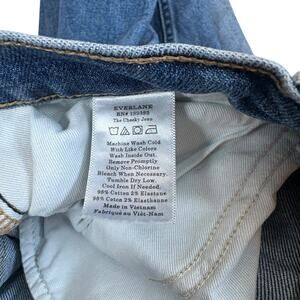 EVERLANE
RN# 139393
The Cheeky Jean
Machine Wash Cold
With Like Colors
Wash Inside Out.
Remove Promptly
Only Non-Chlorine
Bleach When Necessary.
Tumble Dry Low.
Cool Iron If Needed.
98% Cotton 2% Elastane
98% Coton 2% Élasthanne
Made in Vietnam
Fabriqué au Viêt-Nam